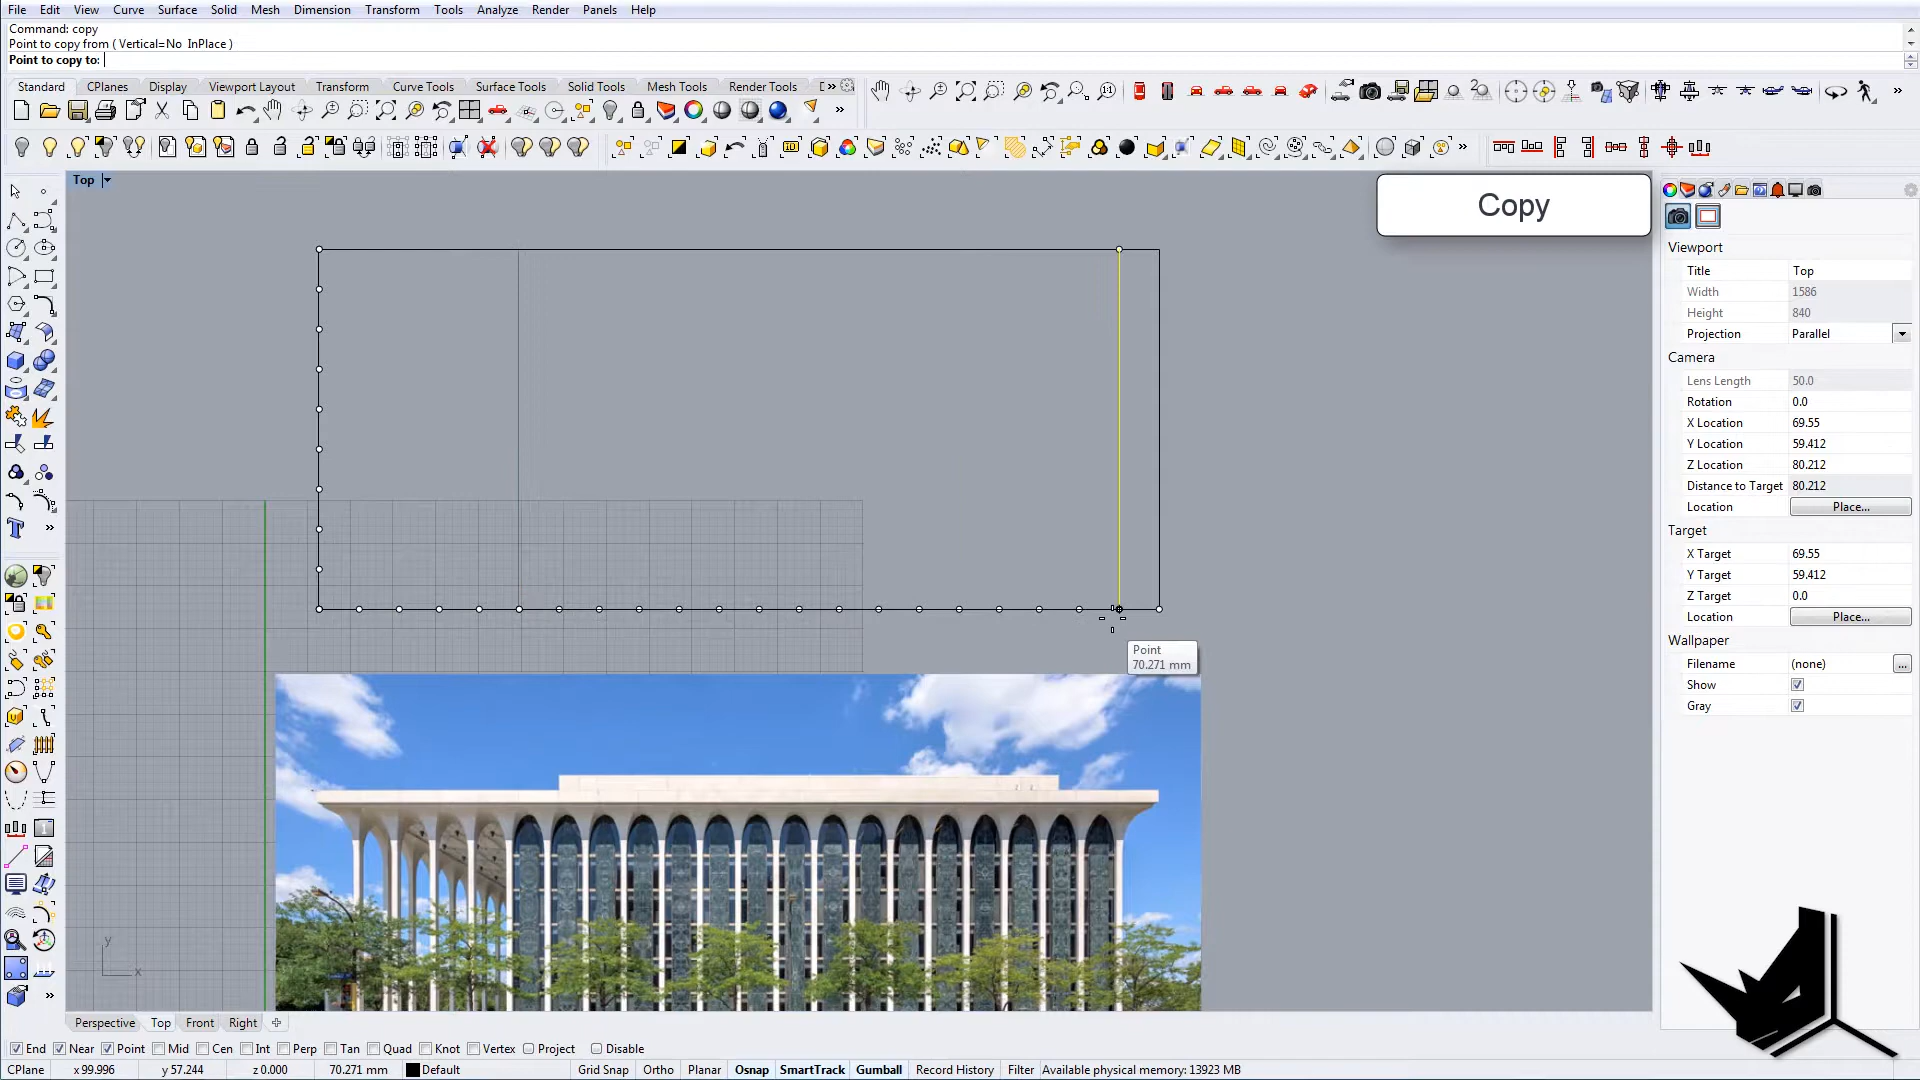 File Edit View Curve Surface Solid Mesh Dimension Transform Tools Analyze Render Panels Help
Command: copy
Point to copy from ( Vertical=No InPlace )
Point to copy to:
Standard CPlanes Display Viewport Layout Transform Curve Tools Surface Tools Solid Tools Mesh Tools Render Tools
Top
Copy
Viewport
Title Top
Width 1586
Height 840
Projection Parallel
Camera
Lens Length 50.0
Rotation 0.0
X Location 69.55
Y Location 59.412
Z Location 80.212
Distance to Target 80.212
Location Place...
Target
X Target 69.55
Y Target 59.412
Z Target 0.0
Location Place...
Wallpaper
Filename (none) ...
Show
Gray
Point
70.271 mm
y
x
Perspective Top Front Right
End Near Point Mid Cen Int Perp Tan Quad Knot Vertex Project Disable
CPlane x 99.996 y 57.244 z 0.000 70.271 mm Default Grid Snap Ortho Planar Osnap SmartTrack Gumball Record History Filter Available physical memory: 13923 MB